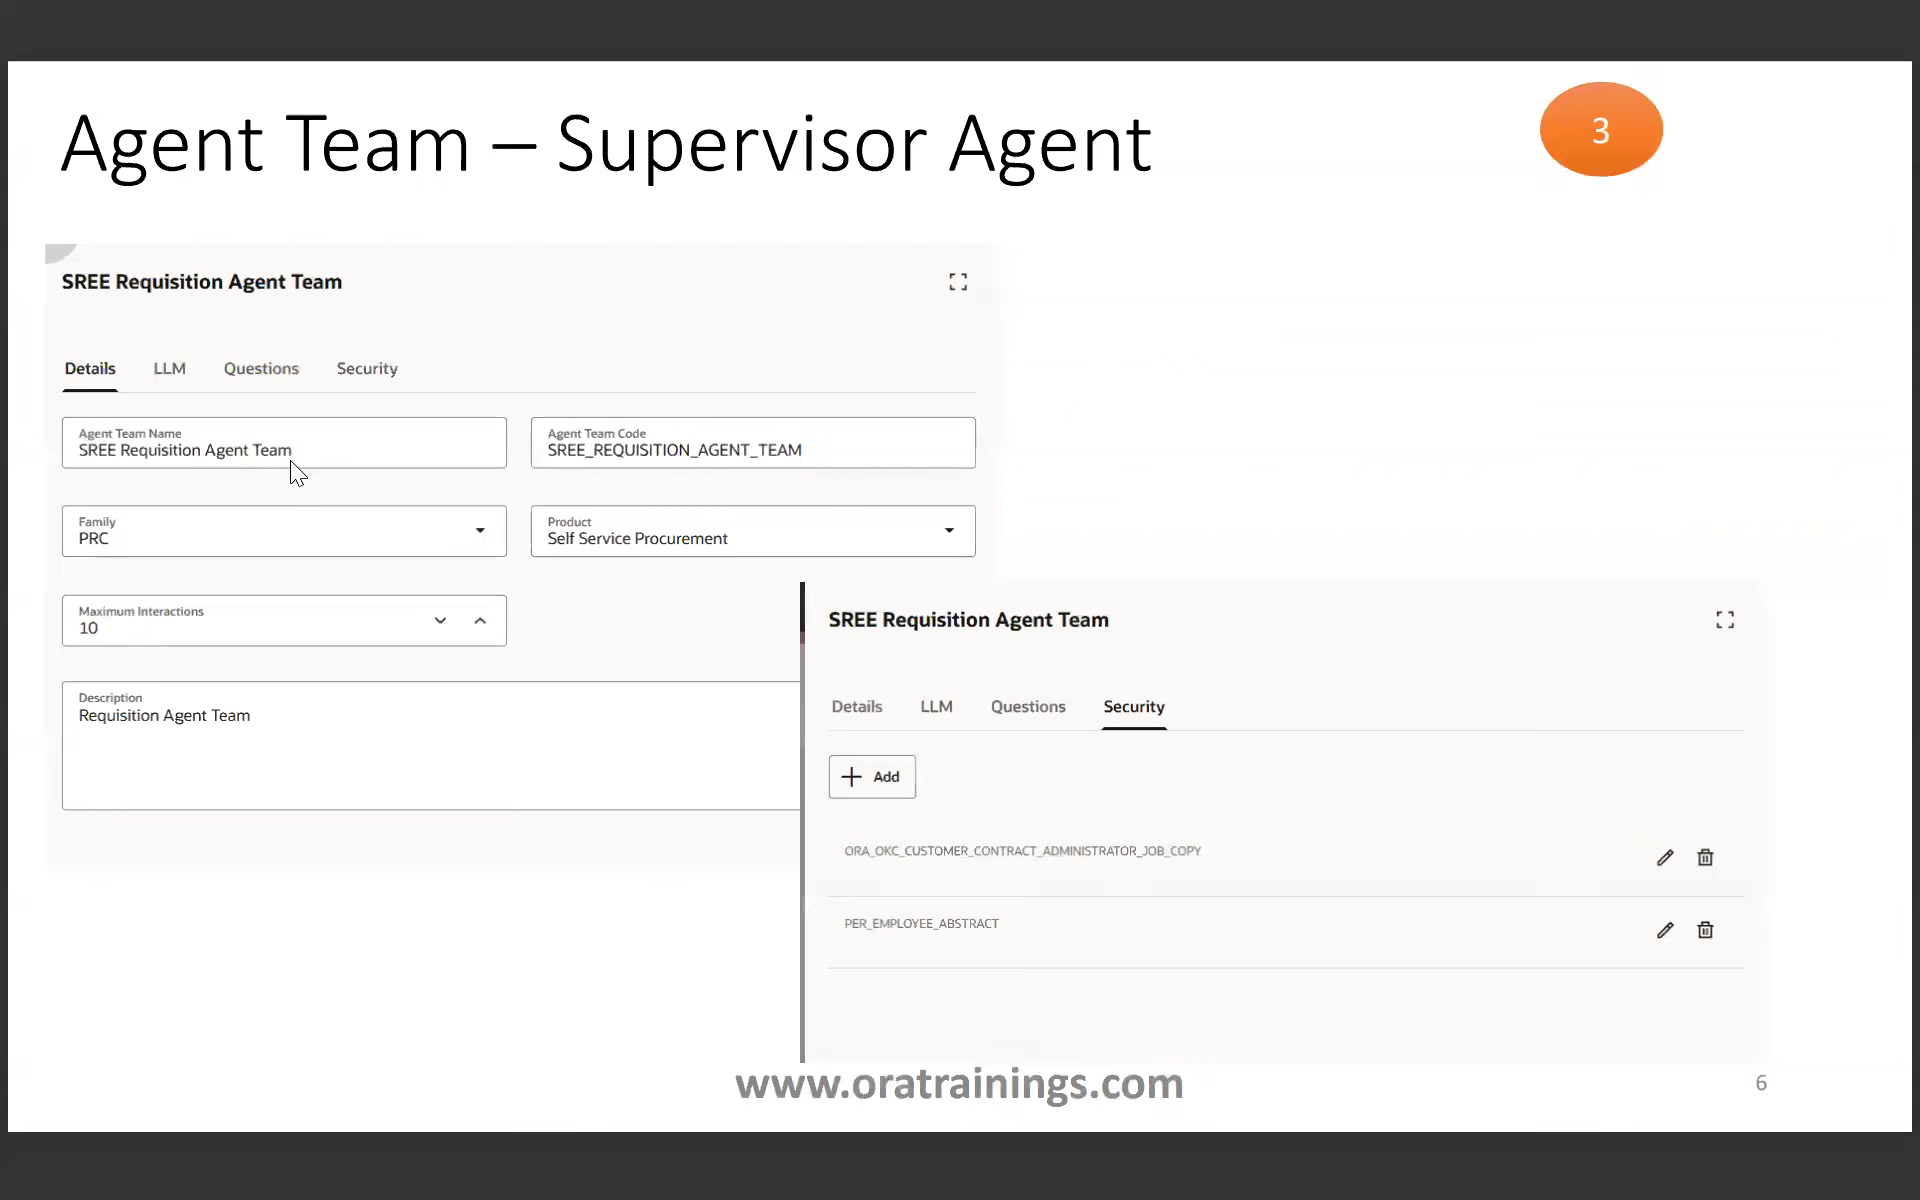 Agent Team – Supervisor Agent
3
SREE Requisition Agent Team
Details LLM Questions Security
Agent Team Name
SREE Requisition Agent Team
Agent Team Code
SREE_REQUISITION_AGENT_TEAM
Family
PRC
Product
Self Service Procurement
Maximum Interactions
10
Description
Requisition Agent Team
SREE Requisition Agent Team
Details LLM Questions Security
Add
ORA_OKC_CUSTOMER_CONTRACT_ADMINISTRATOR_JOB_COPY
PER_EMPLOYEE_ABSTRACT
www.oratrainings.com
6